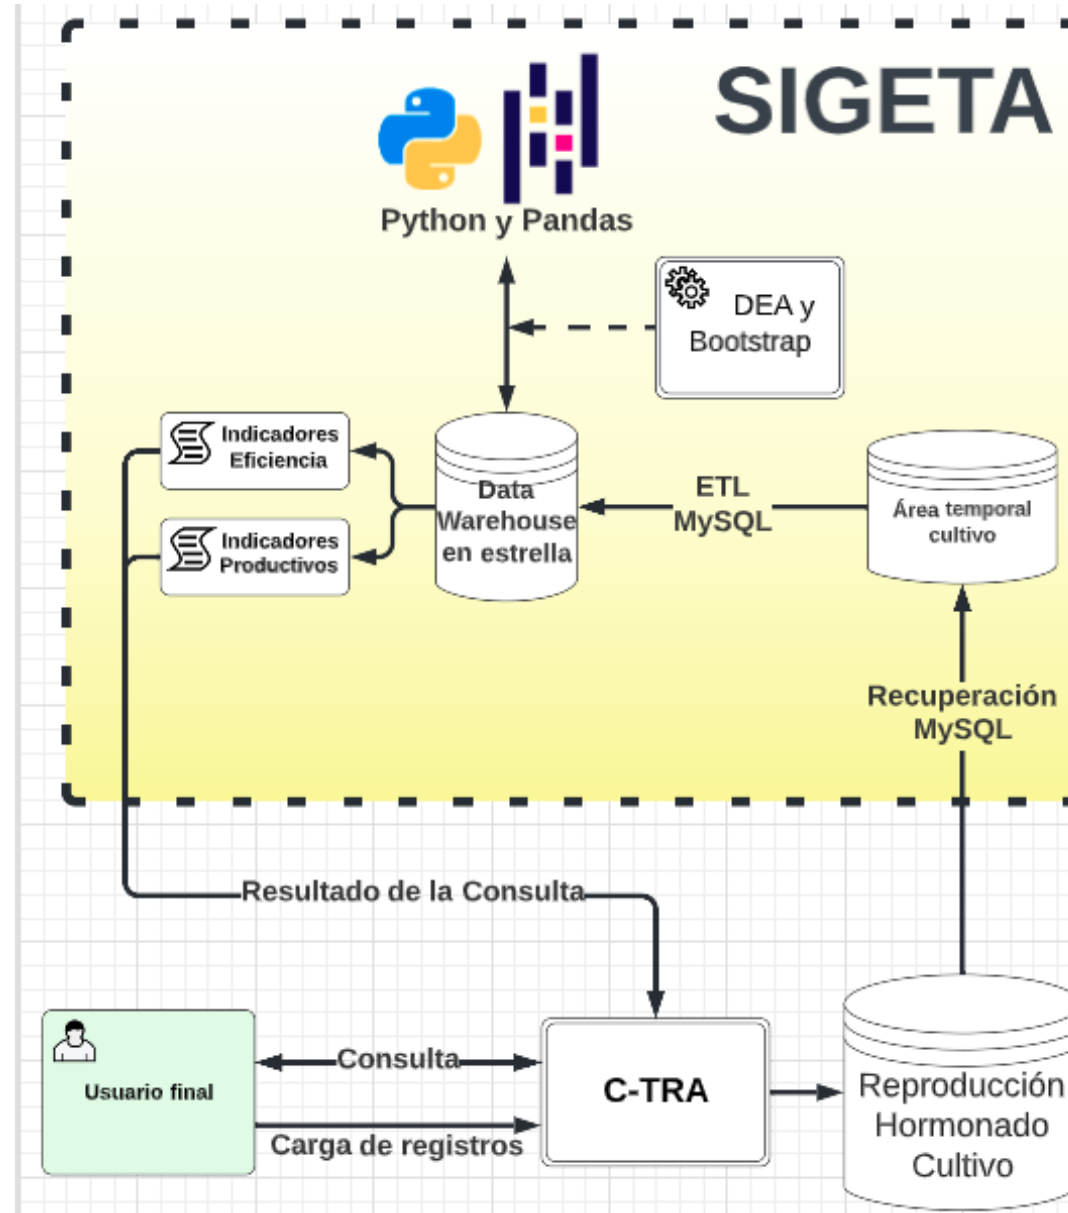 SIGETA
Python y Pandas
DEA y
Bootstrap
Indicadores
Eficiencia
Indicadores
Productivos
Data
Warehouse
en estrella
ETL
MySQL
Área temporal
cultivo
Recuperación
MySQL
Resultado de la Consulta
Usuario final
Consulta
Carga de registros
C-TRA
Reproducción
Hormonado
Cultivo